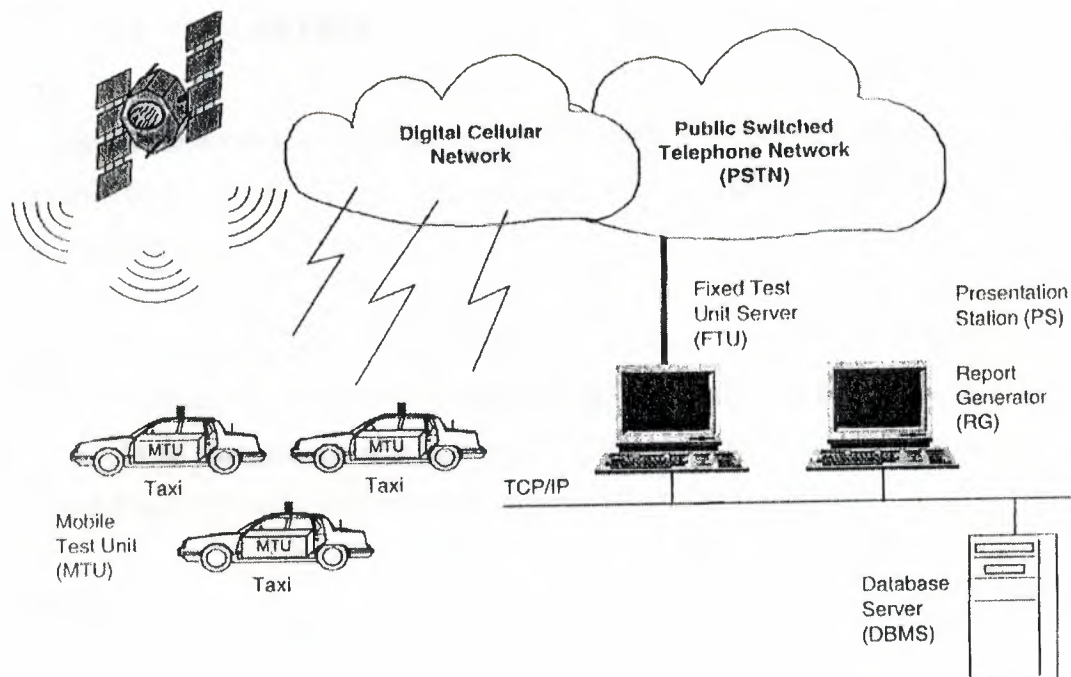 Digital Cellular
Network
Public Switched
Telephone Network
(PSTN)
Fixed Test
Unit Server
(FTU)
Presentation
Station (PS)
Report
Generator
(RG)
MTU
Taxi
MTU
Taxi
TCP/IP
Mobile
Test Unit
(MTU)
MTU
Taxi
Database
Server
(DBMS)